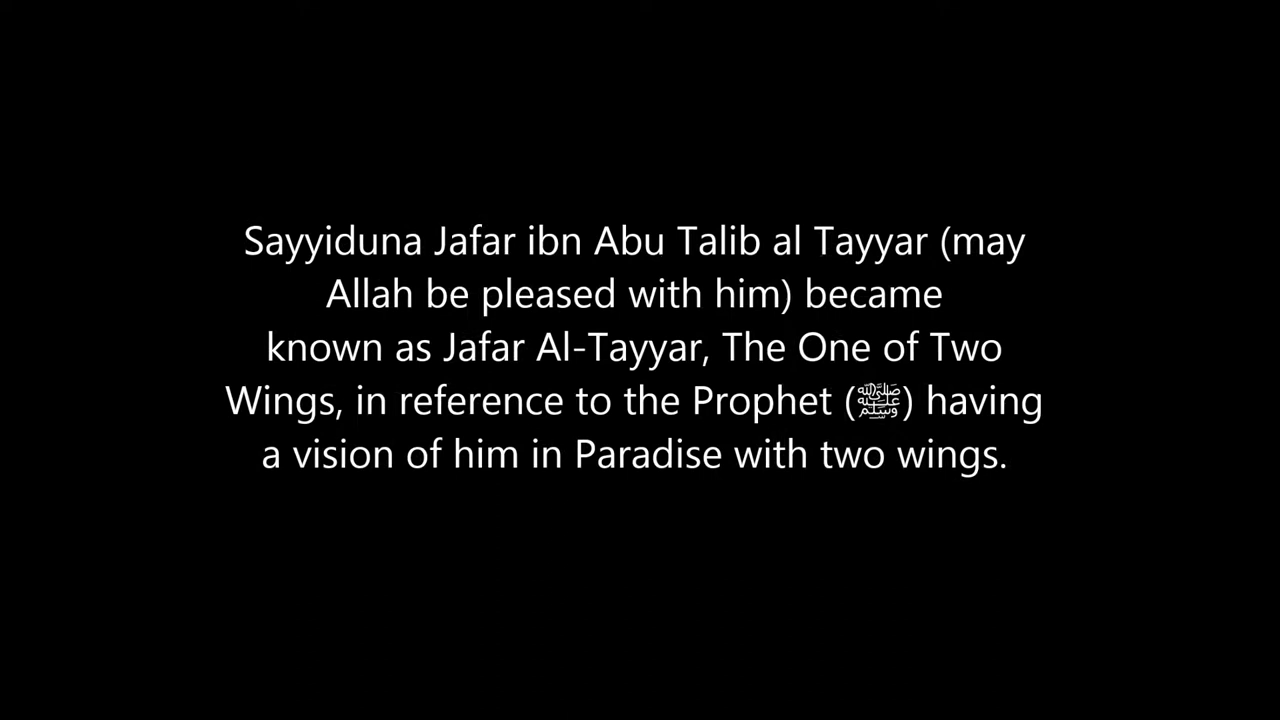 Sayyiduna Jafar ibn Abu Talib al Tayyar (may
Allah be pleased with him) became
known as Jafar Al-Tayyar, The One of Two
Wings, in reference to the Prophet (ﷺ) having
a vision of him in Paradise with two wings.